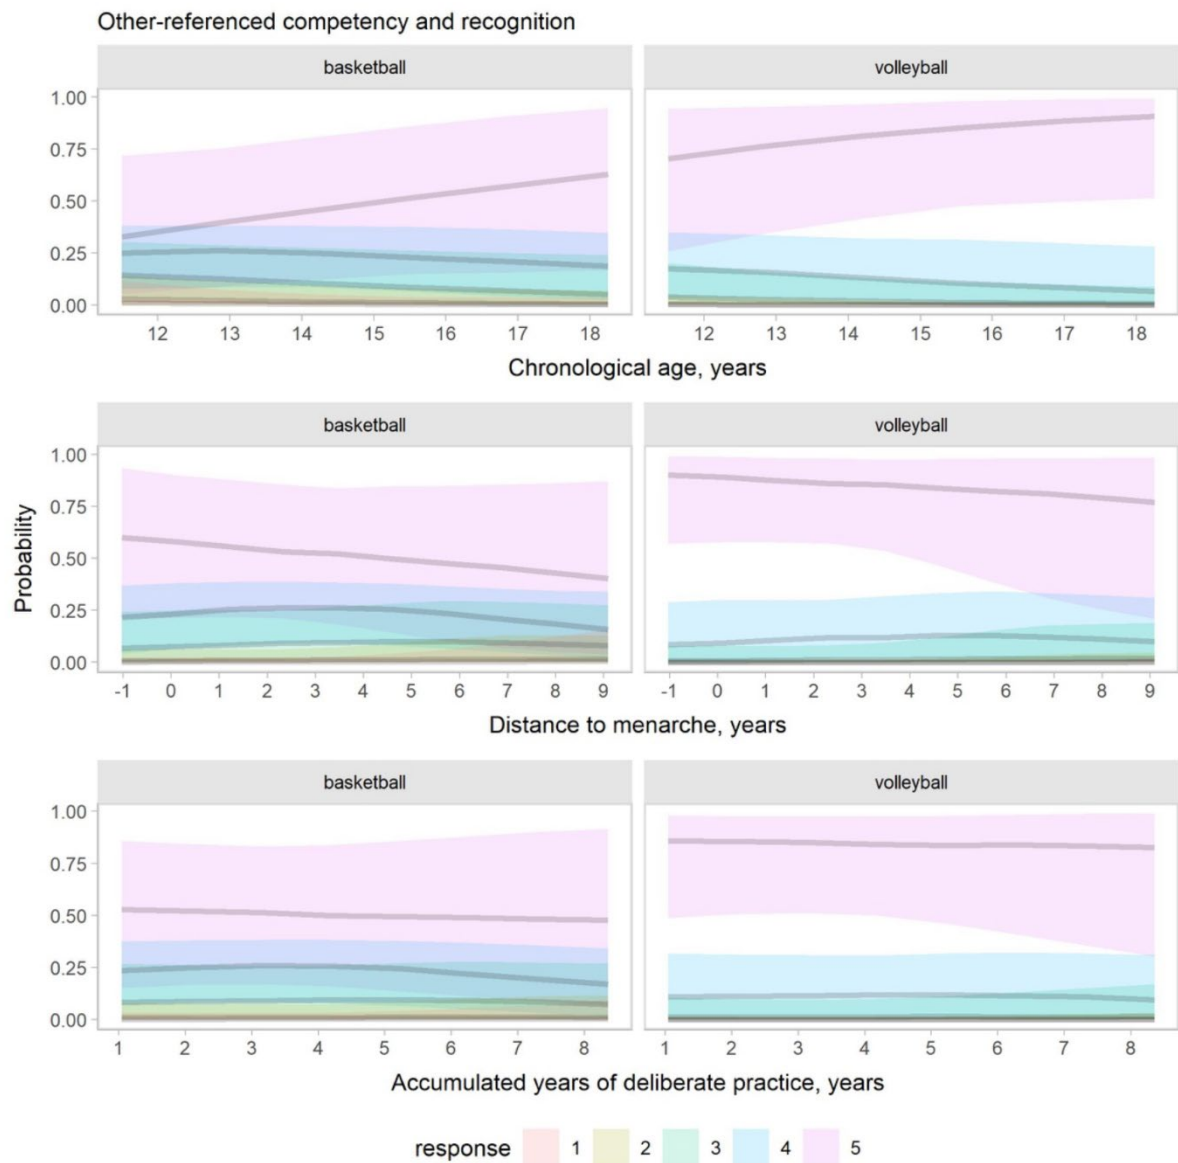 Other-referenced competency and recognition
basketball volleyball
1.00
0.75
0.50
0.25
0.00
12 13 14 15 16 17 18 12 13 14 15 16 17 18
Chronological age, years
basketball volleyball
Probability
1.00
0.75
0.50
0.25
0.00
-1 0 1 2 3 4 5 6 7 8 9 -1 0 1 2 3 4 5 6 7 8 9
Distance to menarche, years
basketball volleyball
1.00
0.75
0.50
0.25
0.00
1 2 3 4 5 6 7 8 1 2 3 4 5 6 7 8
Accumulated years of deliberate practice, years
response 1 2 3 4 5